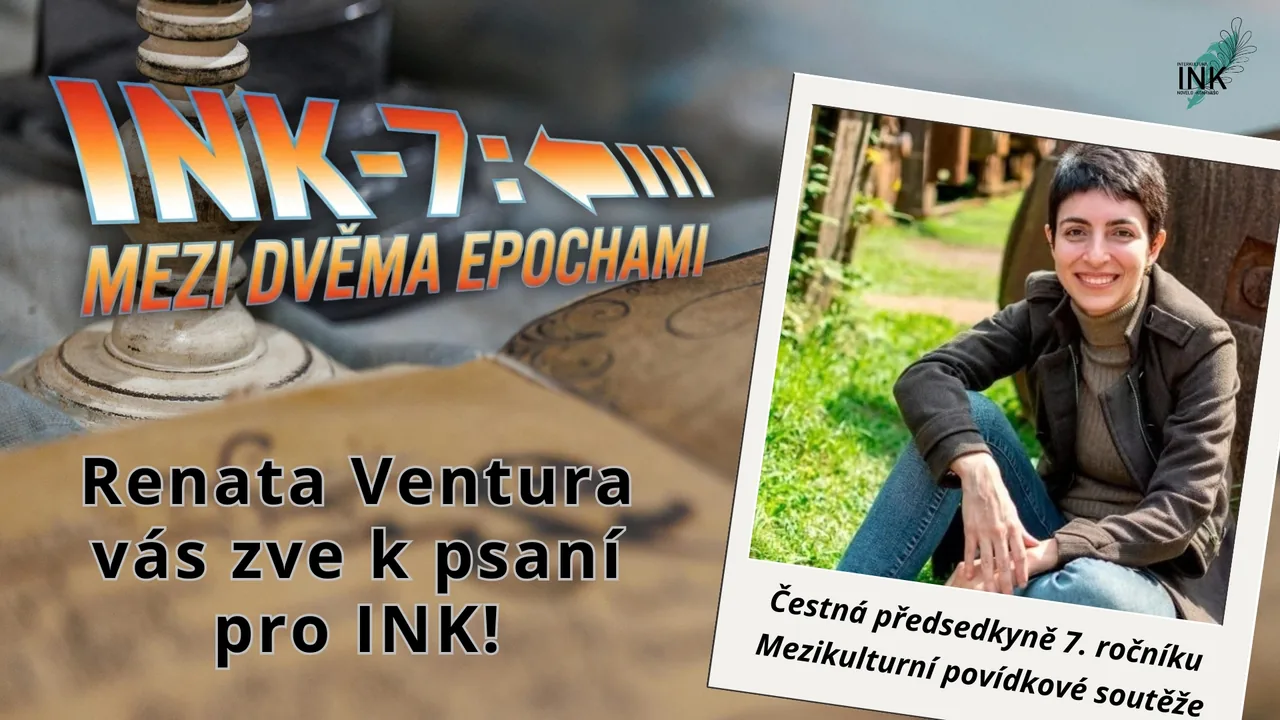 INK-7:
MEZI DVĚMA EPOCHAMI
Renata Ventura
vás zve k psaní
pro INK!
INK
Čestná předsedkyně 7. ročníku
Mezikulturní povídkové soutěže